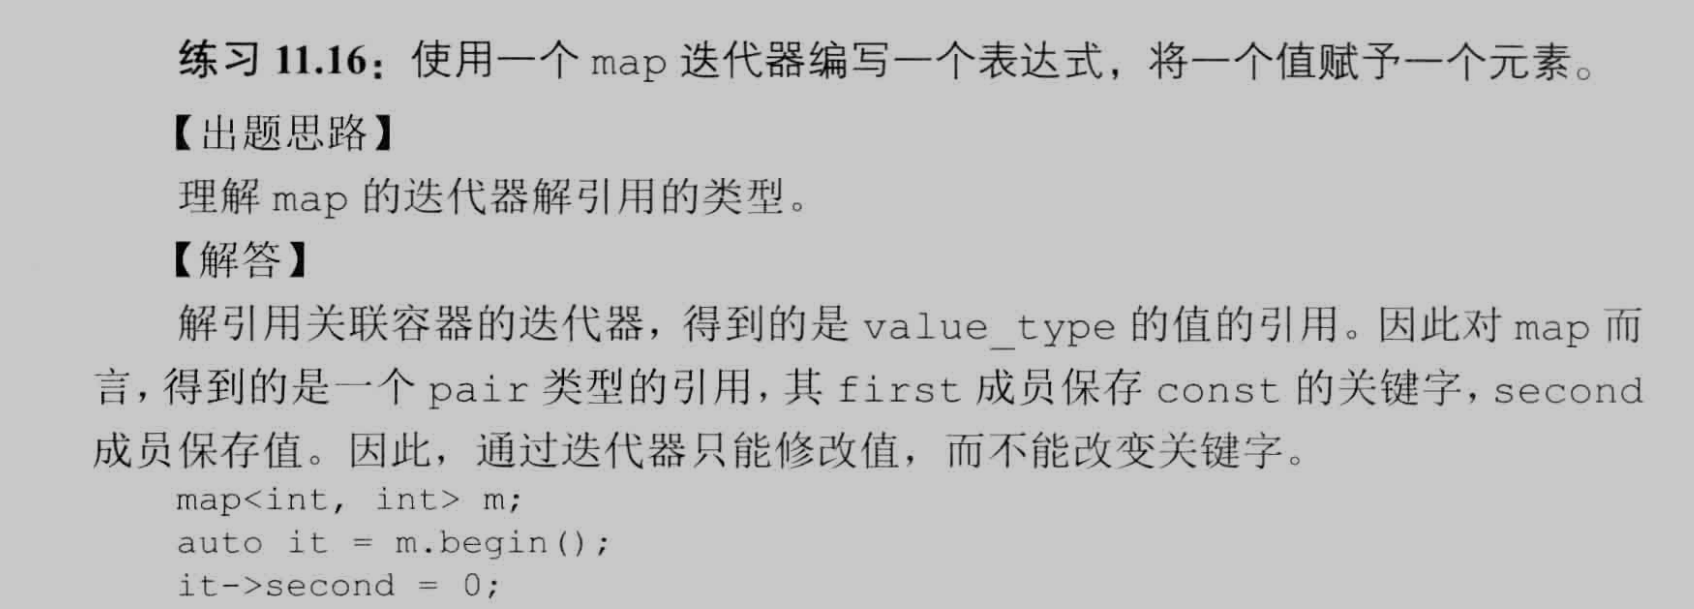 练习 11.16：使用一个 map 迭代器编写一个表达式，将一个值赋予一个元素。
【出题思路】
理解 map 的迭代器解引用的类型。
【解答】
解引用关联容器的迭代器，得到的是 value_type 的值的引用。因此对 map 而
言，得到的是一个 pair 类型的引用，其 first 成员保存 const 的关键字，second
成员保存值。因此，通过迭代器只能修改值，而不能改变关键字。
map<int, int> m;
auto it = m.begin();
it->second = 0;